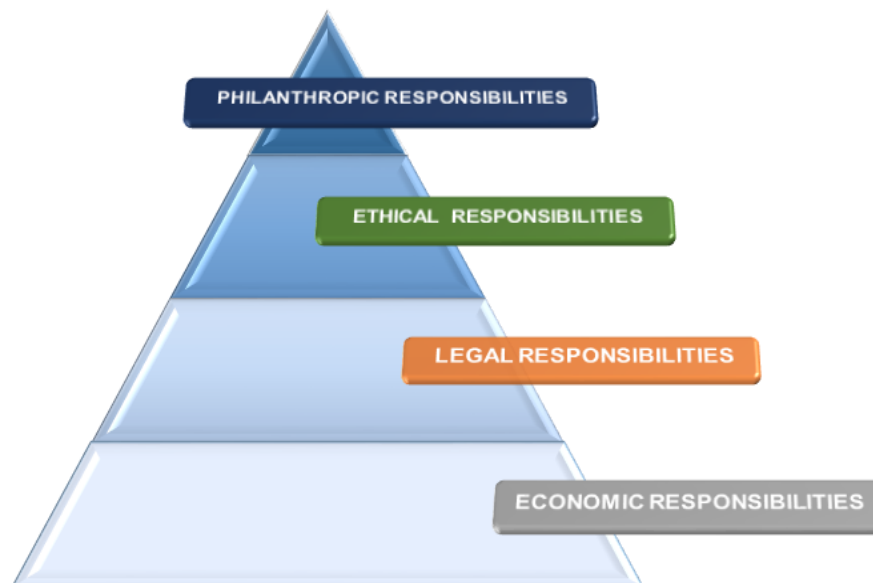 PHILANTHROPIC RESPONSIBILITIES
ETHICAL RESPONSIBILITIES
LEGAL RESPONSIBILITIES
ECONOMIC RESPONSIBILITIES